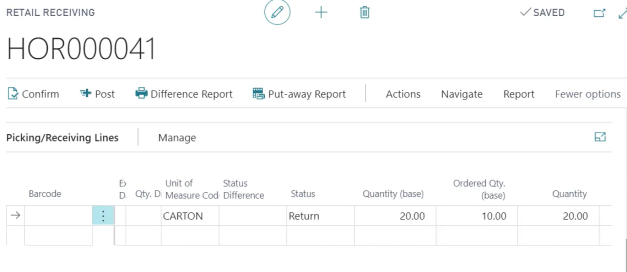 RETAIL RECEIVING
SAVED
HOR000041
Confirm Post Difference Report Put-away Report Actions Navigate Report Fewer options
Picking/Receiving Lines Manage
Barcode Qty. Unit of Measure Cod Status Difference Status Quantity (base) Ordered Qty. (base) Quantity
CARTON Return 20.00 10.00 20.00